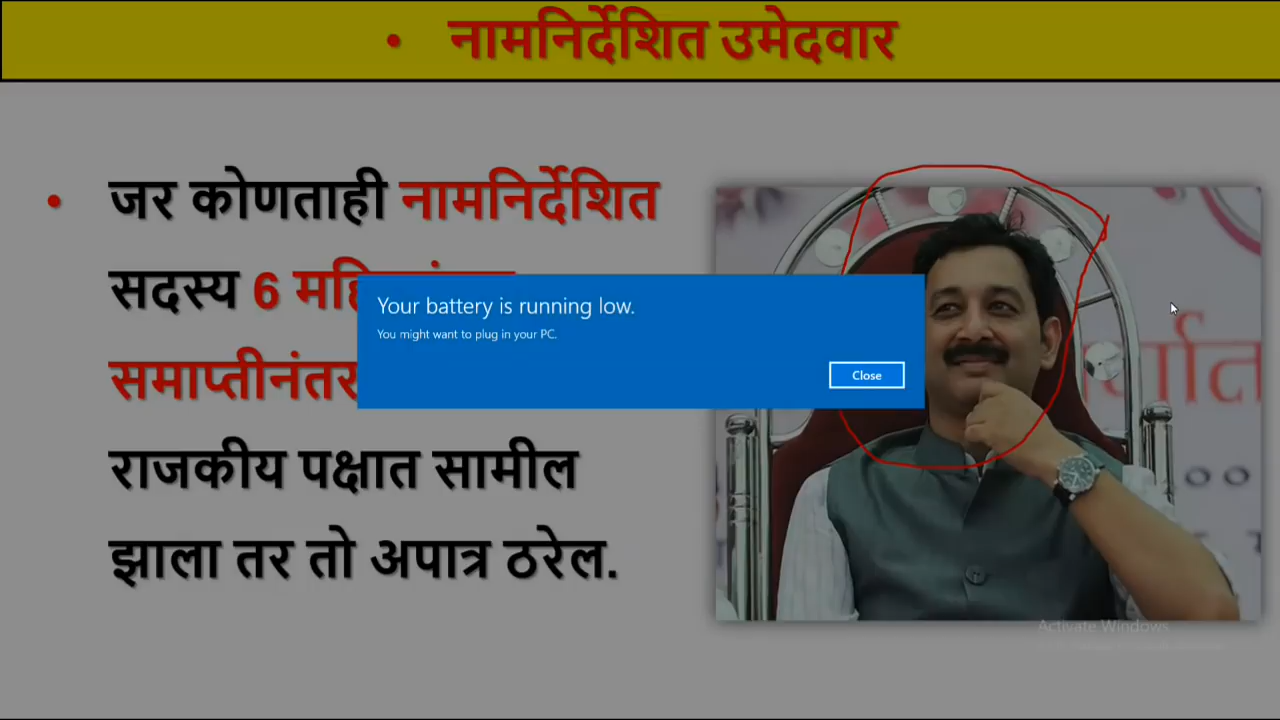 • नामनिर्देशित उमेदवार
• जर कोणताही नामनिर्देशित
सदस्य 6
समाप्तीनंतर
राजकीय पक्षात सामील
झाला तर तो अपात्र ठरेल.
Your battery is running low.
You might want to plug in your PC.
Close
Activate Windows